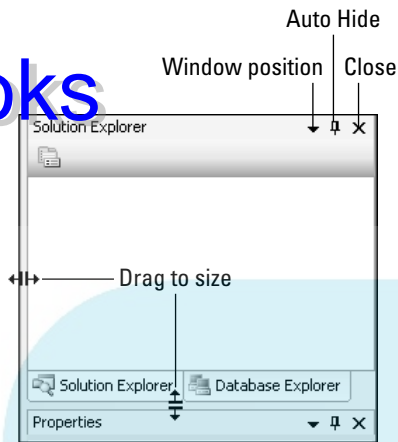 Auto Hide
Window position
Close
oks
Solution Explorer
Drag to size
Solution Explorer
Database Explorer
Properties